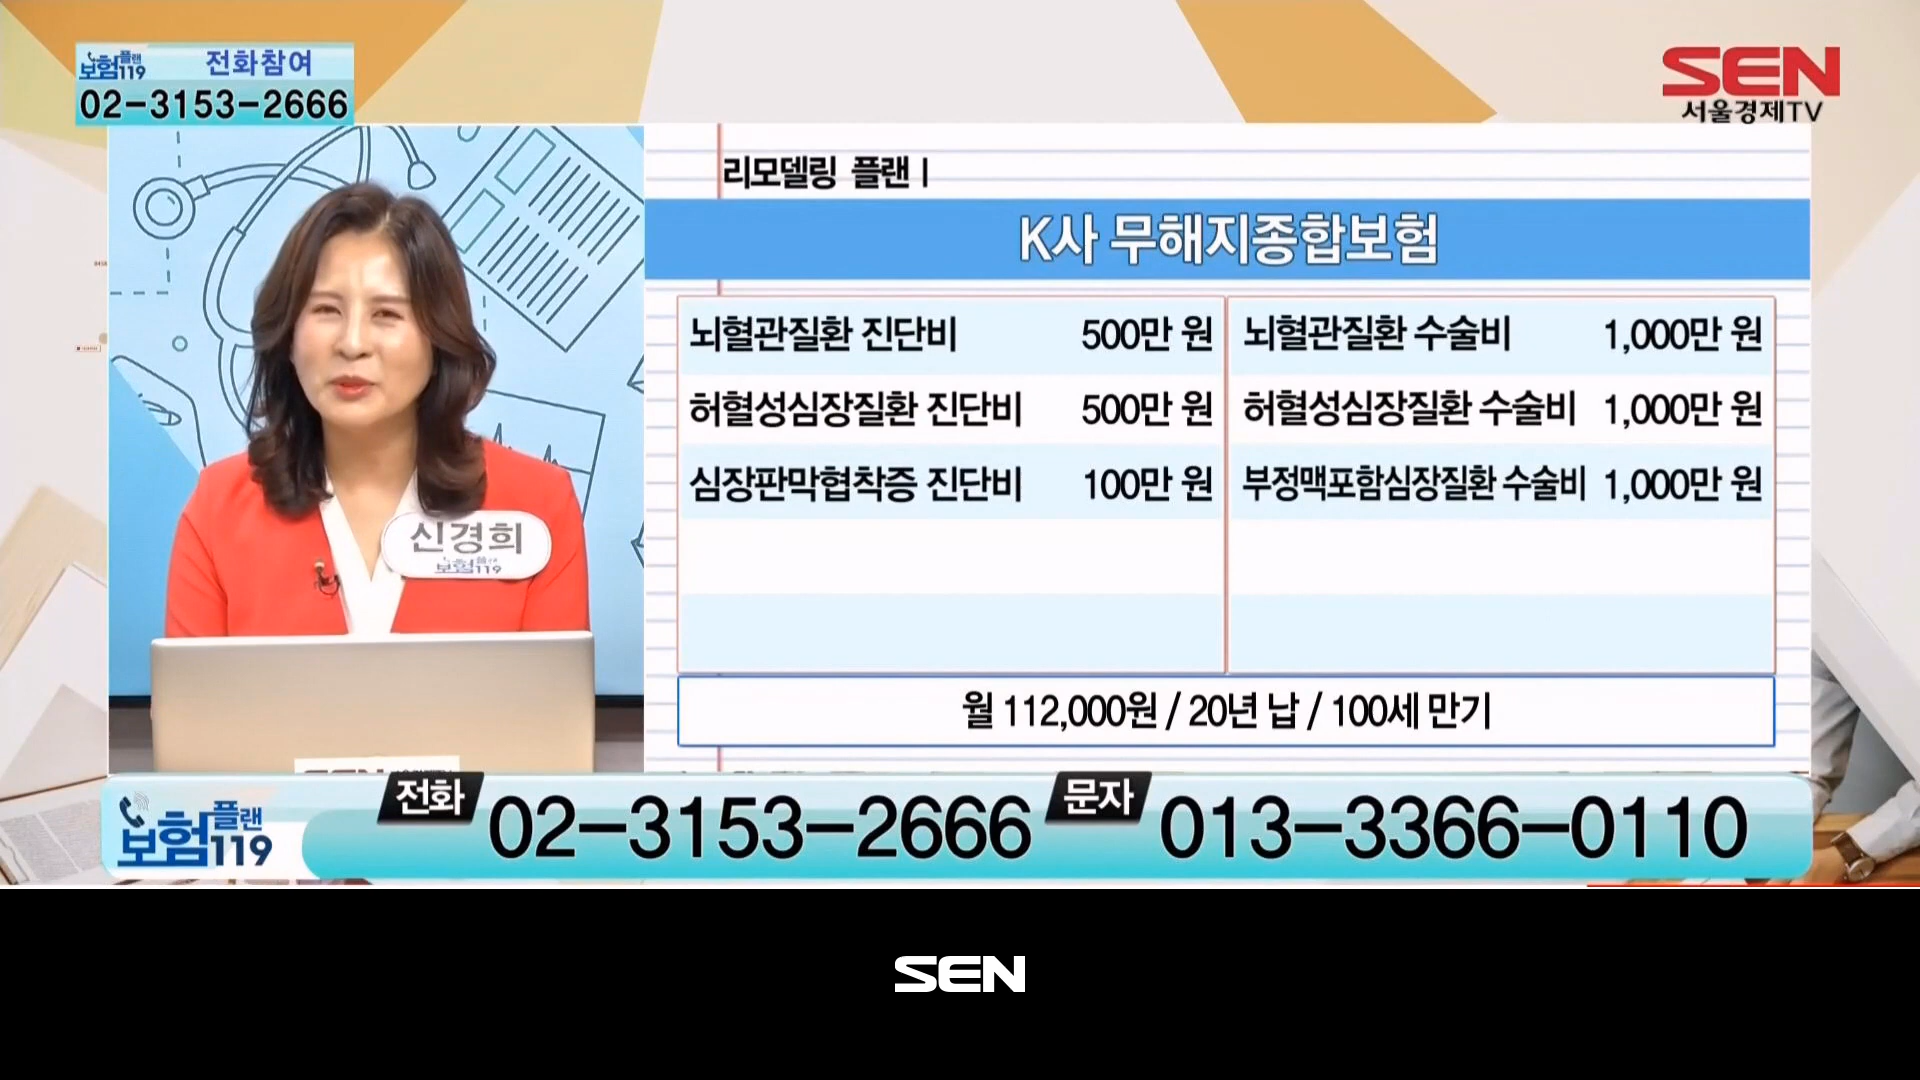 보험플랜119 전화참여
02-3153-2666
SEN
서울경제TV
리모델링 플랜 I
K사 무해지종합보험
뇌혈관질환 진단비 500만 원 뇌혈관질환 수술비 1,000만 원
허혈성심장질환 진단비 500만 원 허혈성심장질환 수술비 1,000만 원
심장판막협착증 진단비 100만 원 부정맥포함심장질환 수술비 1,000만 원
신경희
보험플랜119
월 112,000원 / 20년 납 / 100세 만기
SEN
보험플랜119 전화 02-3153-2666 문자 013-3366-0110
SEN